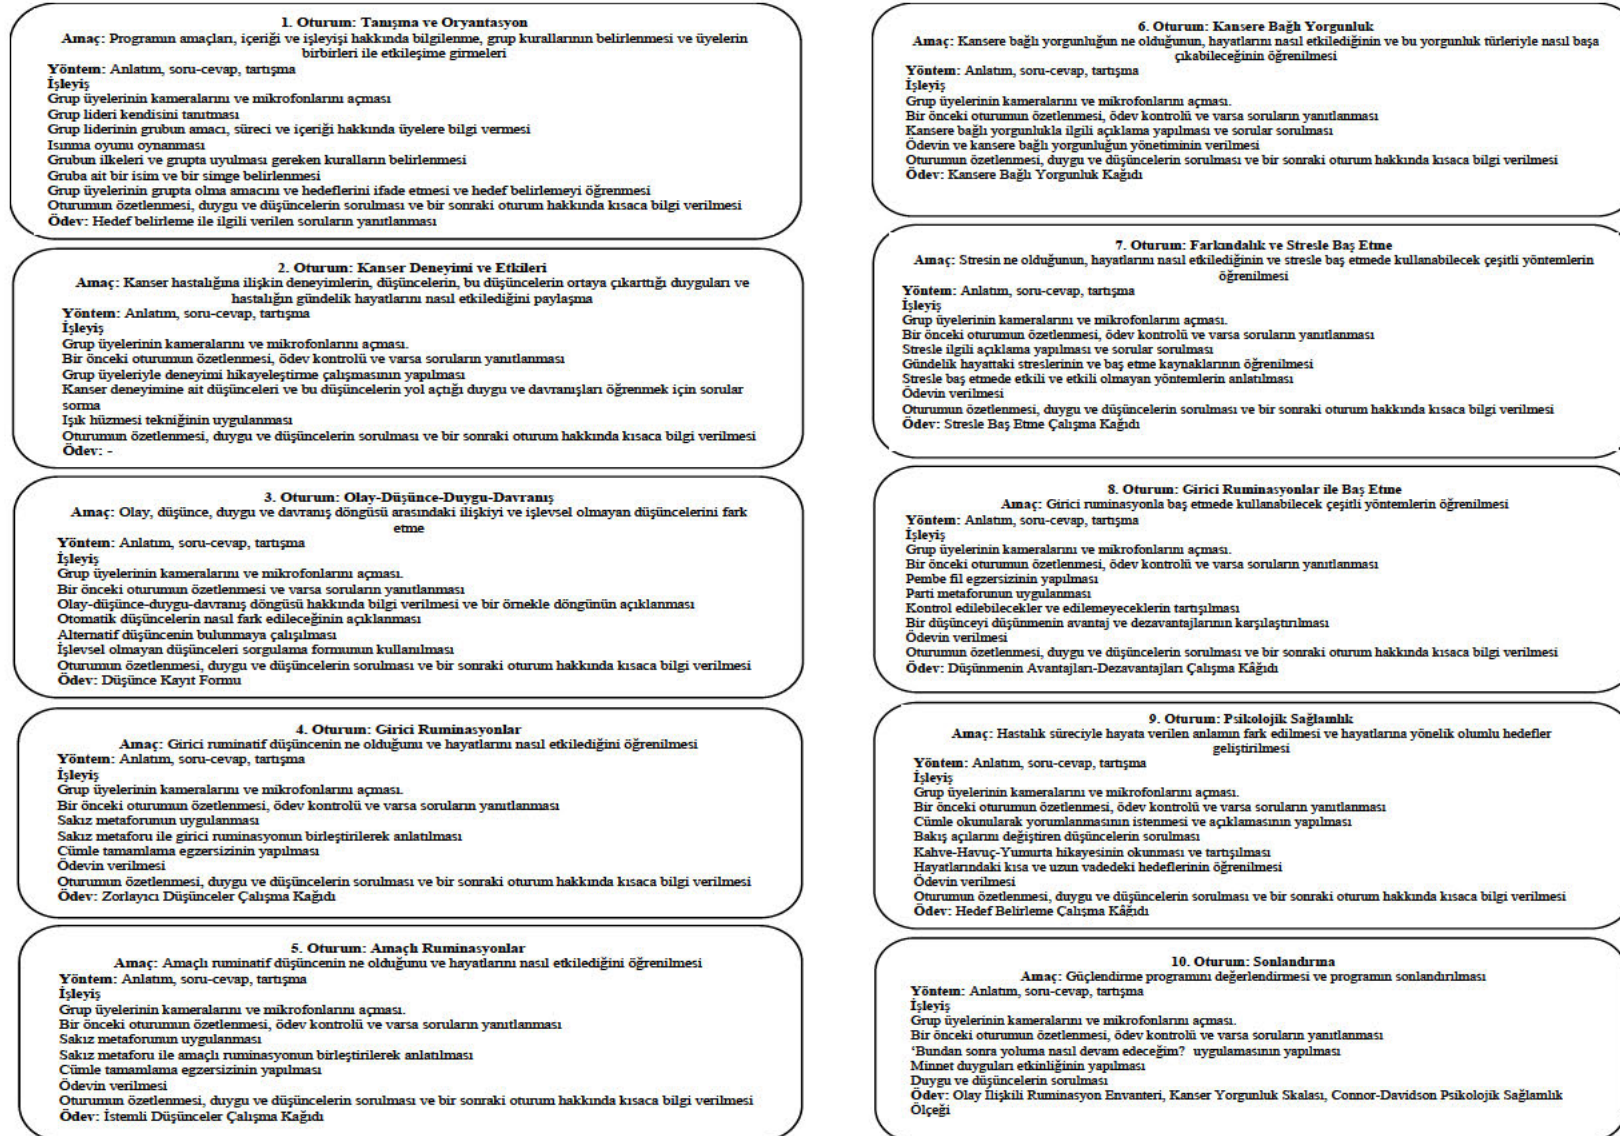 1. Oturum: Tanışma ve Oryantasyon
Amaç: Programın amaçları, içeriği ve işleyişi hakkında bilgilenme, grup kurallarının belirlenmesi ve üyelerin
birbirleri ile etkileşime girmeleri
Yöntem: Anlatım, soru-cevap, tartışma
İşleyiş
Grup üyelerinin kameralarını ve mikrofonlarını açması
Grup lideri kendisini tanıtması
Grup liderinin grubun amacı, süreci ve içeriği hakkında üyelere bilgi vermesi
Isınma oyunu oynanması
Grubun ilkeleri ve grupta uyulması gereken kuralların belirlenmesi
Gruba ait bir isim ve bir simge belirlenmesi
Grup üyelerinin grupta olma amacını ve hedeflerini ifade etmesi ve hedef belirlemeyi öğrenmesi
Oturumun özetlenmesi, duygu ve düşüncelerin sorulması ve bir sonraki oturum hakkında kısaca bilgi verilmesi
Ödev: Hedef belirleme ile ilgili verilen soruların yanıtlanması
2. Oturum: Kanser Deneyimi ve Etkileri
Amaç: Kanser hastalığına ilişkin deneyimlerin, düşüncelerin, bu düşüncelerin ortaya çıkarttığı duyguları ve
hastalığın gündelik hayatlarını nasıl etkilediğini paylaşma
Yöntem: Anlatım, soru-cevap, tartışma
İşleyiş
Grup üyelerinin kameralarını ve mikrofonlarını açması.
Bir önceki oturumun özetlenmesi, ödev kontrolü ve varsa soruların yanıtlanması
Grup üyeleriyle deneyimi hikayeleştirme çalışmasının yapılması
Kanser deneyimine ait düşünceleri ve bu düşüncelerin yol açtığı duygu ve davranışları öğrenmek için sorular
sorma
Işık hüzmesi tekniğinin uygulanması
Oturumun özetlenmesi, duygu ve düşüncelerin sorulması ve bir sonraki oturum hakkında kısaca bilgi verilmesi
Ödev: -
3. Oturum: Olay-Düşünce-Duygu-Davranış
Amaç: Olay, düşünce, duygu ve davranış döngüsü arasındaki ilişkiyi ve işlevsel olmayan düşüncelerini fark
etme
Yöntem: Anlatım, soru-cevap, tartışma
İşleyiş
Grup üyelerinin kameralarını ve mikrofonlarını açması.
Bir önceki oturumun özetlenmesi ve varsa soruların yanıtlanması
Olay-düşünce-duygu-davranış döngüsü hakkında bilgi verilmesi ve bir örnekle döngünün açıklanması
Otomatik düşüncelerin nasıl fark edileceğinin açıklanması
Alternatif düşüncenin bulunmaya çalışılması
İşlevsel olmayan düşünceleri sorgulama formunun kullanılması
Oturumun özetlenmesi, duygu ve düşüncelerin sorulması ve bir sonraki oturum hakkında kısaca bilgi verilmesi
Ödev: Düşünce Kayıt Formu
4. Oturum: Girici Ruminasyonlar
Amaç: Girici ruminatif düşüncenin ne olduğunu ve hayatlarını nasıl etkilediğini öğrenilmesi
Yöntem: Anlatım, soru-cevap, tartışma
İşleyiş
Grup üyelerinin kameralarını ve mikrofonlarını açması.
Bir önceki oturumun özetlenmesi, ödev kontrolü ve varsa soruların yanıtlanması
Sakız metaforunun uygulanması
Sakız metaforu ile girici ruminasyonun birleştirilerek anlatılması
Cümle tamamlama egzersizinin yapılması
Ödevin verilmesi
Oturumun özetlenmesi, duygu ve düşüncelerin sorulması ve bir sonraki oturum hakkında kısaca bilgi verilmesi
Ödev: Zorlayıcı Düşünceler Çalışma Kağıdı
5. Oturum: Amaçlı Ruminasyonlar
Amaç: Amaçlı ruminatif düşüncenin ne olduğunu ve hayatlarını nasıl etkilediğini öğrenilmesi
Yöntem: Anlatım, soru-cevap, tartışma
İşleyiş
Grup üyelerinin kameralarını ve mikrofonlarını açması.
Bir önceki oturumun özetlenmesi, ödev kontrolü ve varsa soruların yanıtlanması
Sakız metaforunun uygulanması
Sakız metaforu ile amaçlı ruminasyonun birleştirilerek anlatılması
Cümle tamamlama egzersizinin yapılması
Ödevin verilmesi
Oturumun özetlenmesi, duygu ve düşüncelerin sorulması ve bir sonraki oturum hakkında kısaca bilgi verilmesi
Ödev: İstemli Düşünceler Çalışma Kağıdı
6. Oturum: Kansere Bağlı Yorgunluk
Amaç: Kansere bağlı yorgunluğun ne olduğunun, hayatlarını nasıl etkilediğinin ve bu yorgunluk türleriyle nasıl başa
çıkabileceğinin öğrenilmesi
Yöntem: Anlatım, soru-cevap, tartışma
İşleyiş
Grup üyelerinin kameralarını ve mikrofonlarını açması.
Bir önceki oturumun özetlenmesi, ödev kontrolü ve varsa soruların yanıtlanması
Kansere bağlı yorgunlukla ilgili açıklama yapılması ve sorular sorulması
Ödevin ve kansere bağlı yorgunluğun yönetiminin verilmesi
Oturumun özetlenmesi, duygu ve düşüncelerin sorulması ve bir sonraki oturum hakkında kısaca bilgi verilmesi
Ödev: Kansere Bağlı Yorgunluk Kağıdı
7. Oturum: Farkındalık ve Stresle Baş Etme
Amaç: Stresin ne olduğunun, hayatlarını nasıl etkilediğinin ve stresle baş etmede kullanabilecek çeşitli yöntemlerin
öğrenilmesi
Yöntem: Anlatım, soru-cevap, tartışma
İşleyiş
Grup üyelerinin kameralarını ve mikrofonlarını açması.
Bir önceki oturumun özetlenmesi, ödev kontrolü ve varsa soruların yanıtlanması
Stresle ilgili açıklama yapılması ve sorular sorulması
Gündelik hayattaki streslerinin ve baş etme kaynaklarının öğrenilmesi
Stresle baş etmede etkili ve etkili olmayan yöntemlerin anlatılması
Ödevin verilmesi
Oturumun özetlenmesi, duygu ve düşüncelerin sorulması ve bir sonraki oturum hakkında kısaca bilgi verilmesi
Ödev: Stresle Baş Etme Çalışma Kağıdı
8. Oturum: Girici Ruminasyonlar ile Baş Etme
Amaç: Girici ruminasyonla baş etmede kullanabilecek çeşitli yöntemlerin öğrenilmesi
Yöntem: Anlatım, soru-cevap, tartışma
İşleyiş
Grup üyelerinin kameralarını ve mikrofonlarını açması.
Bir önceki oturumun özetlenmesi, ödev kontrolü ve varsa soruların yanıtlanması
Pembe fil egzersizinin yapılması
Parti metaforunun uygulanması
Kontrol edilebilecekler ve edilemeyeceklerin tartışılması
Bir düşünceyi düşünmenin avantaj ve dezavantajlarının karşılaştırılması
Ödevin verilmesi
Oturumun özetlenmesi, duygu ve düşüncelerin sorulması ve bir sonraki oturum hakkında kısaca bilgi verilmesi
Ödev: Düşünmenin Avantajları-Dezavantajları Çalışma Kâğıdı
9. Oturum: Psikolojik Sağlamlık
Amaç: Hastalık süreciyle hayata verilen anlamın fark edilmesi ve hayatlarına yönelik olumlu hedefler
geliştirilmesi
Yöntem: Anlatım, soru-cevap, tartışma
İşleyiş
Grup üyelerinin kameralarını ve mikrofonlarını açması.
Bir önceki oturumun özetlenmesi, ödev kontrolü ve varsa soruların yanıtlanması
Cümle okunularak yorumlanmasının istenmesi ve açıklamasının yapılması
Bakış açılarını değiştiren düşüncelerin sorulması
Kahve-Havuç-Yumurta hikayesinin okunması ve tartışılması
Hayatlarındaki kısa ve uzun vadedeki hedeflerinin öğrenilmesi
Ödevin verilmesi
Oturumun özetlenmesi, duygu ve düşüncelerin sorulması ve bir sonraki oturum hakkında kısaca bilgi verilmesi
Ödev: Hedef Belirleme Çalışma Kâğıdı
10. Oturum: Sonlandırma
Amaç: Güçlendirme programını değerlendirmesi ve programın sonlandırılması
Yöntem: Anlatım, soru-cevap, tartışma
İşleyiş
Grup üyelerinin kameralarını ve mikrofonlarını açması.
Bir önceki oturumun özetlenmesi, ödev kontrolü ve varsa soruların yanıtlanması
‘Bundan sonra yoluma nasıl devam edeceğim? uygulamasının yapılması
Minnet duyguları etkinliğinin yapılması
Duygu ve düşüncelerin sorulması
Ödev: Olay İlişkili Ruminasyon Envanteri, Kanser Yorgunluk Skalası, Connor-Davidson Psikolojik Sağlamlık
Ölçeği